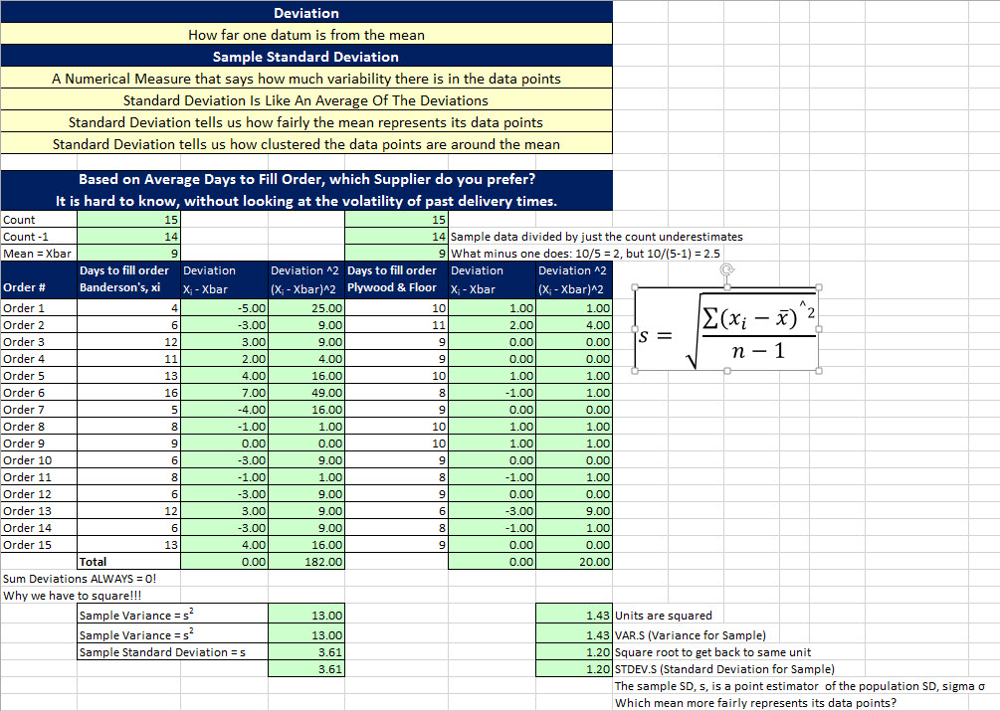 Deviation
How far one datum is from the mean
Sample Standard Deviation
A Numerical Measure that says how much variability there is in the data points
Standard Deviation Is Like An Average Of The Deviations
Standard Deviation tells us how fairly the mean represents its data points
Standard Deviation tells us how clustered the data points are around the mean
Based on Average Days to Fill Order, which Supplier do you prefer?
It is hard to know, without looking at the volatility of past delivery times.
Count 15 15
Count -1 14 14 Sample data divided by just the count underestimates
Mean = Xbar 9 9 What minus one does: 10/5 = 2, but 10/(5-1) = 2.5
Days to fill order Deviation Deviation ^2 Days to fill order Deviation Deviation ^2
Order # Banderson's, xi Xᵢ - Xbar (Xᵢ - Xbar)^2 Plywood & Floor Xᵢ - Xbar (Xᵢ - Xbar)^2
Order 1 4 -5.00 25.00 10 1.00 1.00
Order 2 6 -3.00 9.00 11 2.00 4.00
Order 3 12 3.00 9.00 9 0.00 0.00
Order 4 11 2.00 4.00 9 0.00 0.00
Order 5 13 4.00 16.00 10 1.00 1.00
Order 6 16 7.00 49.00 8 -1.00 1.00
Order 7 5 -4.00 16.00 9 0.00 0.00
Order 8 8 -1.00 1.00 10 1.00 1.00
Order 9 9 0.00 0.00 10 1.00 1.00
Order 10 6 -3.00 9.00 9 0.00 0.00
Order 11 8 -1.00 1.00 8 -1.00 1.00
Order 12 6 -3.00 9.00 9 0.00 0.00
Order 13 12 3.00 9.00 6 -3.00 9.00
Order 14 6 -3.00 9.00 8 -1.00 1.00
Order 15 13 4.00 16.00 9 0.00 0.00
Total 0.00 182.00 0.00 20.00
s = √(∑(xᵢ − x̄)^2 / n − 1)
Sum Deviations ALWAYS = 0!
Why we have to square!!!
Sample Variance = s² 13.00 1.43 Units are squared
Sample Variance = s² 13.00 1.43 VAR.S (Variance for Sample)
Sample Standard Deviation = s 3.61 1.20 Square root to get back to same unit
3.61 1.20 STDEV.S (Standard Deviation for Sample)
The sample SD, s, is a point estimator of the population SD, sigma σ
Which mean more fairly represents its data points?